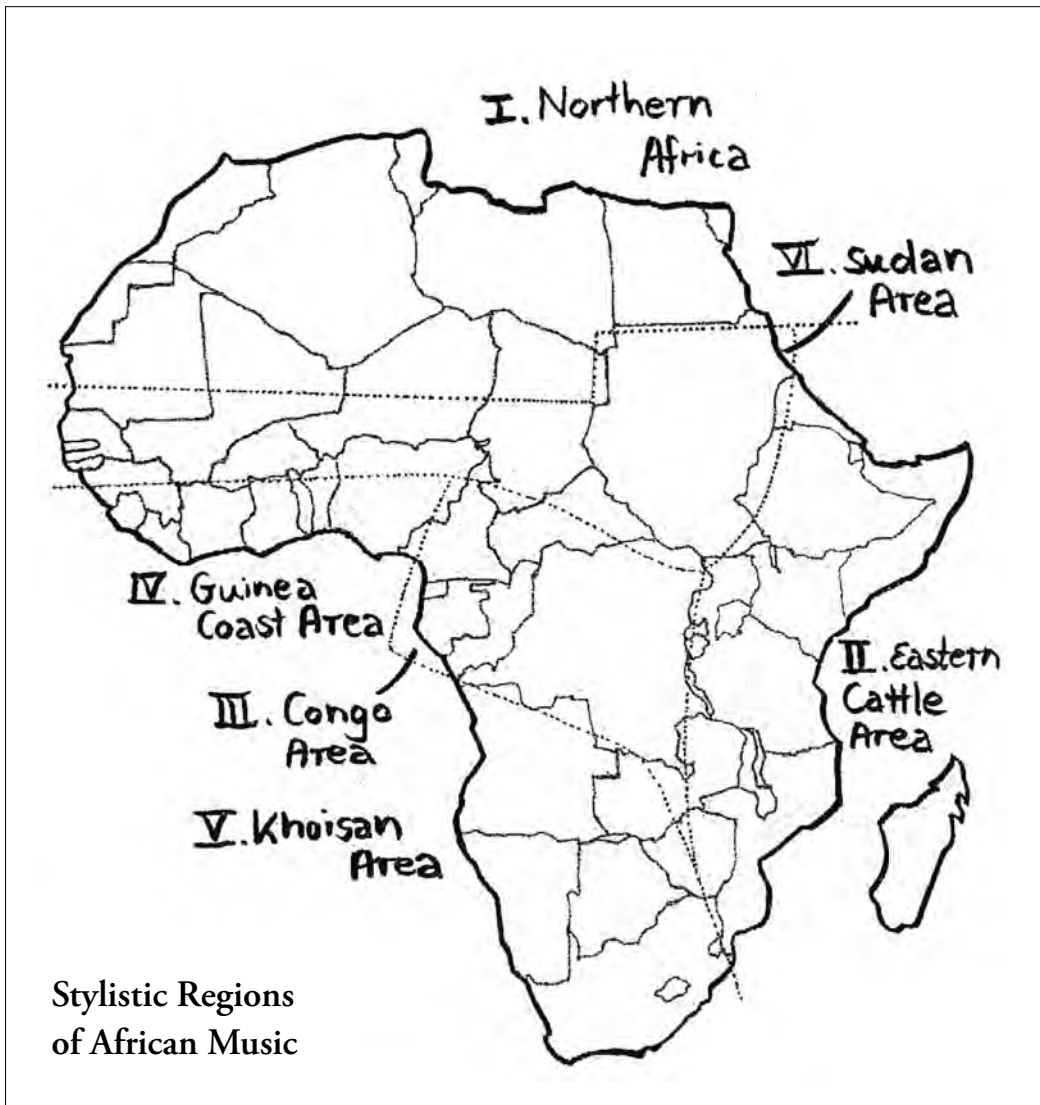 I. Northern
Africa
VI. Sudan
Area
IV. Guinea
Coast Area
II. Eastern
Cattle
Area
III. Congo
Area
V. Khoisan
Area
Stylistic Regions
of African Music